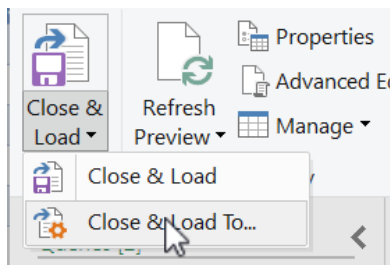 Close &
Load
Refresh
Preview
Properties
Advanced E
Manage
Close & Load
Close & Load To...